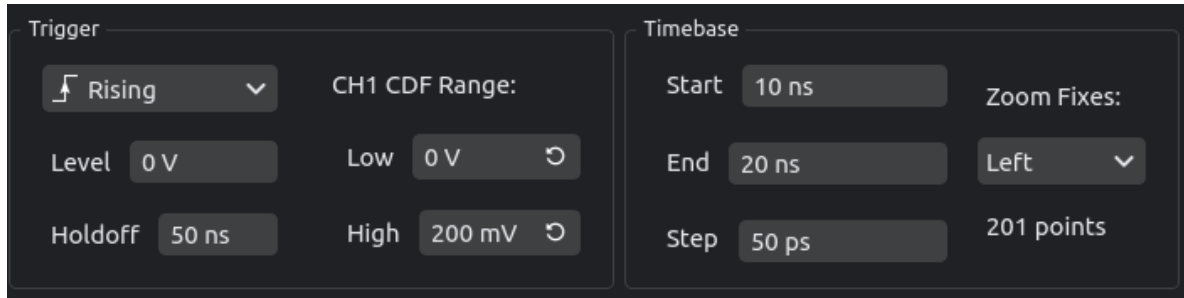 Trigger
Rising
CH1 CDF Range:
Level 0 V
Low 0 V
Holdoff 50 ns
High 200 mV
Timebase
Start 10 ns
Zoom Fixes:
End 20 ns
Left
Step 50 ps
201 points